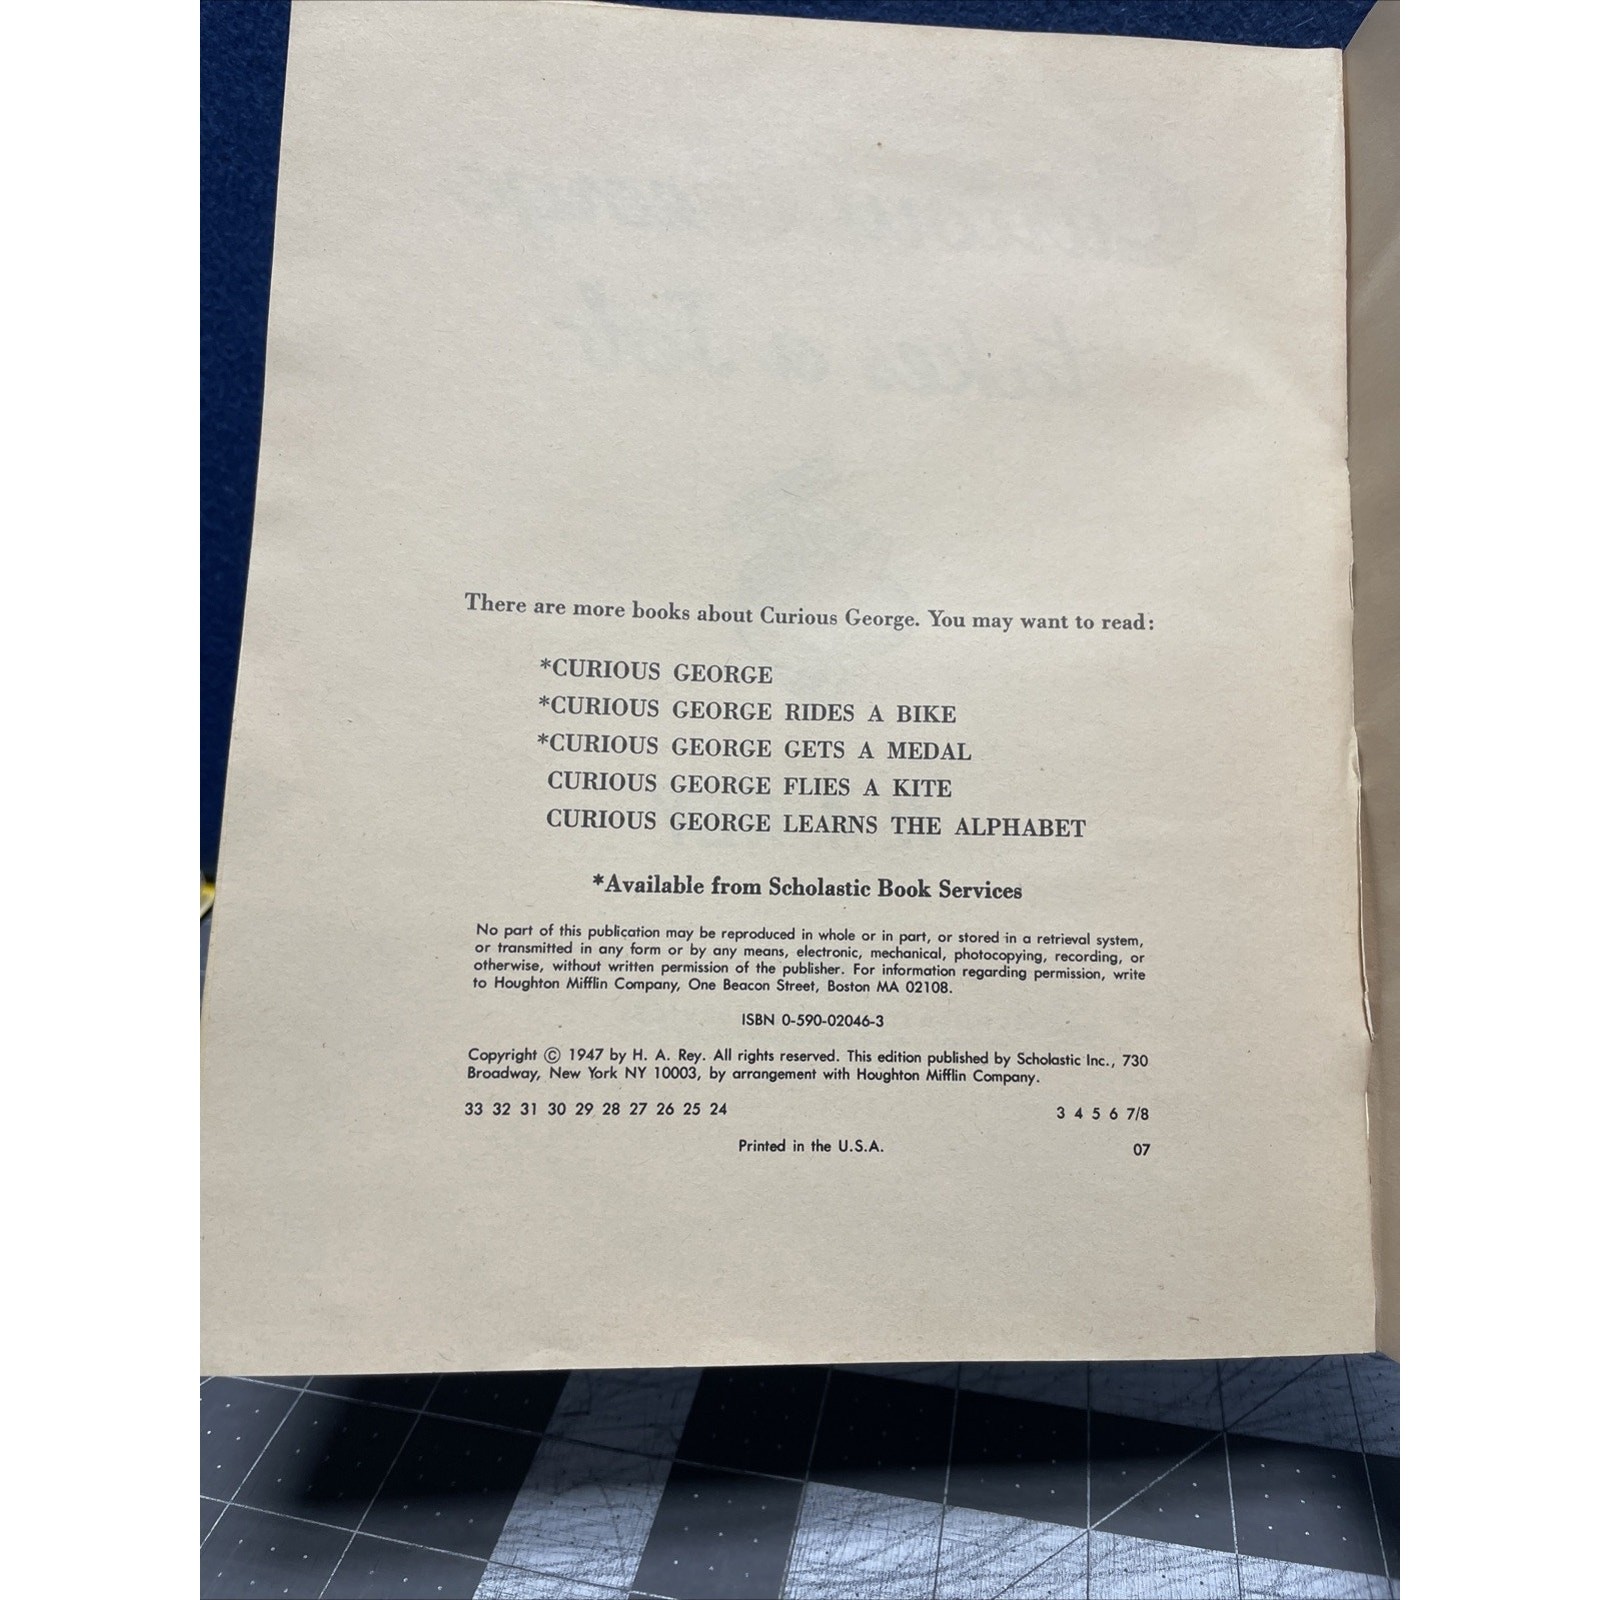 There are more books about Curious George. You may want to read:
*CURIOUS GEORGE
*CURIOUS GEORGE RIDES A BIKE
*CURIOUS GEORGE GETS A MEDAL
CURIOUS GEORGE FLIES A KITE
CURIOUS GEORGE LEARNS THE ALPHABET
*Available from Scholastic Book Services
No part of this publication may be reproduced in whole or in part, or stored in a retrieval system,
or transmitted in any form or by any means, electronic, mechanical, photocopying, recording, or
otherwise, without written permission of the publisher. For information regarding permission, write
to Houghton Mifflin Company, One Beacon Street, Boston MA 02108.
ISBN 0-590-02046-3
Copyright © 1947 by H. A. Rey. All rights reserved. This edition published by Scholastic Inc., 730
Broadway, New York NY 10003, by arrangement with Houghton Mifflin Company.
33 32 31 30 29 28 27 26 25 24 3 4 5 6 7/8
Printed in the U.S.A. 07